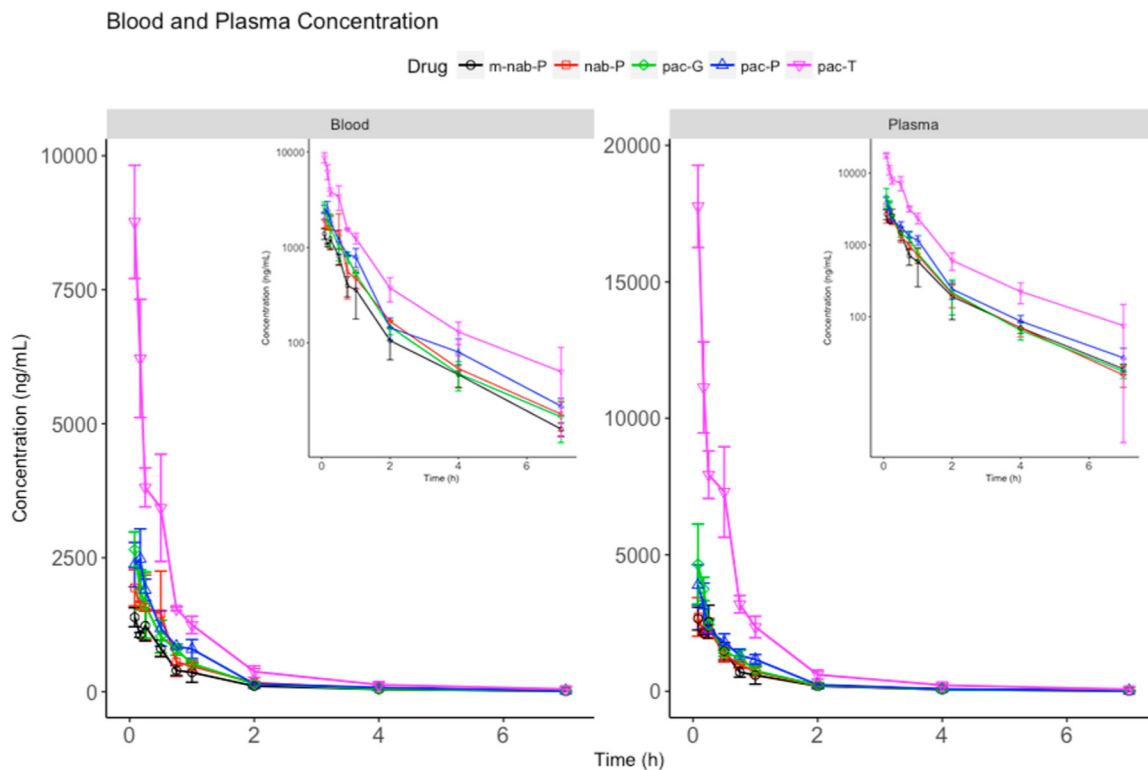 Blood and Plasma Concentration
Drug m-nab-P nab-P pac-G pac-P pac-T
Blood
Plasma
Concentration (ng/mL)
10000
7500
5000
2500
0
0 2 4 6
Concentration (ng/mL)
10000
1000
100
0 2 4 6
Time (h)
20000
15000
10000
5000
0
0 2 4 6
Concentration (ng/mL)
10000
1000
100
0 2 4 6
Time (h)
Time (h)